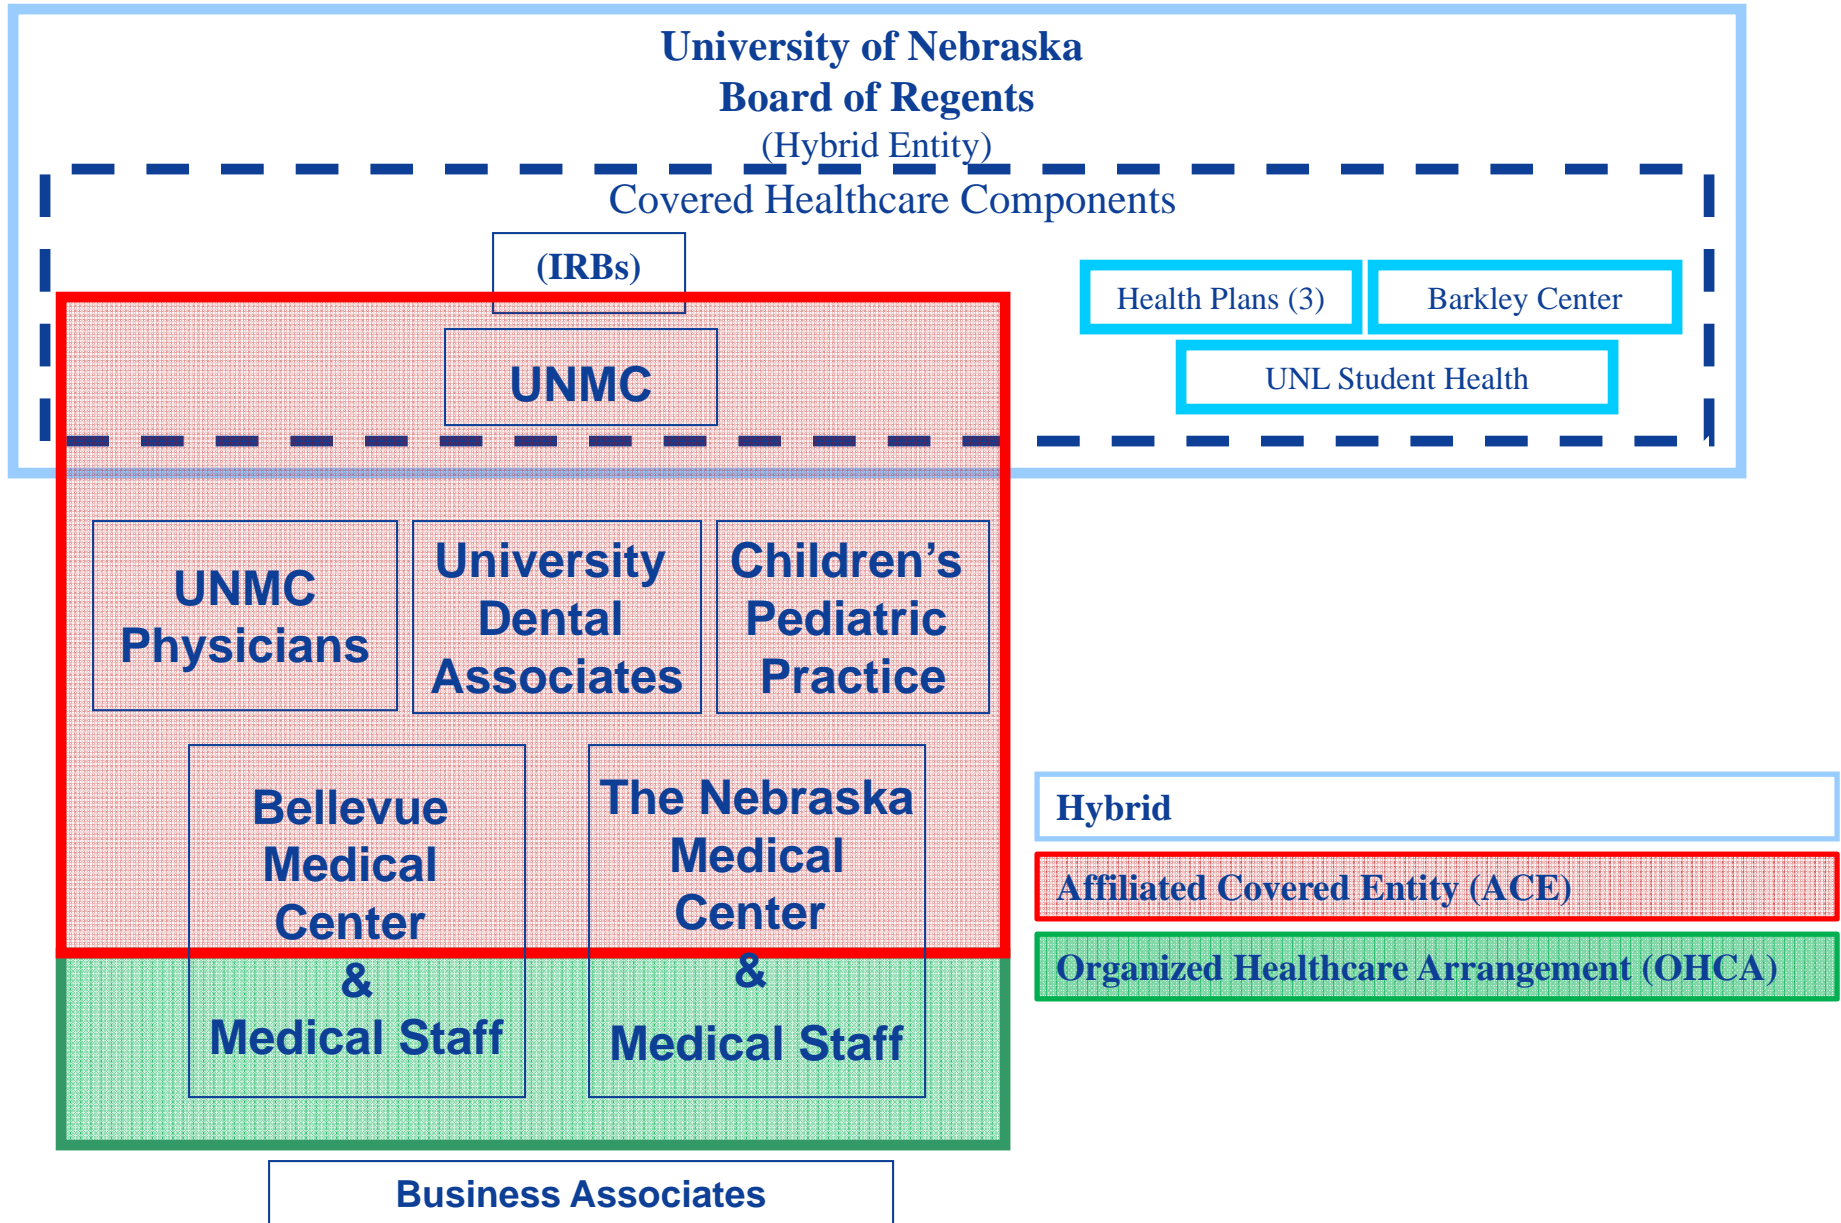 University of Nebraska
Board of Regents
(Hybrid Entity)
Covered Healthcare Components
(IRBs)
Health Plans (3)
Barkley Center
UNL Student Health
UNMC
UNMC
Physicians
University
Dental
Associates
Children’s
Pediatric
Practice
Bellevue
Medical
Center
&
Medical Staff
The Nebraska
Medical
Center
&
Medical Staff
Hybrid
Affiliated Covered Entity (ACE)
Organized Healthcare Arrangement (OHCA)
Business Associates